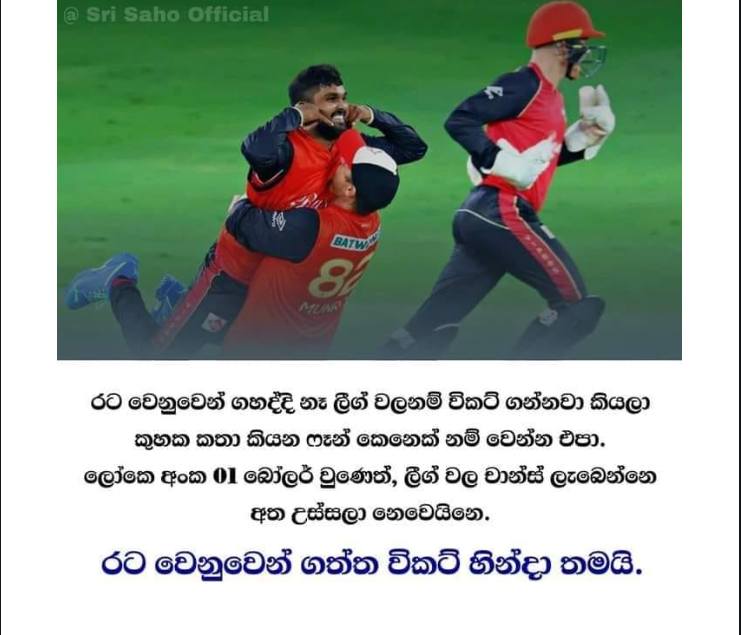 @ Sri Saho Official
BATW
82
MUNR
රට වෙනුවෙන් ගහද්දි නෑ ලීග් වලනම් විකට් ගන්නවා කියලා
කුහක කතා කියන ෆෑන් කෙනෙක් නම් වෙන්න එපා.
ලෝකෙ අංක 01 බෝලර් වුණෙත්, ලීග් වල චාන්ස් ලැබෙන්නෙ
අත උස්සලා නෙවෙයිනෙ.
රට වෙනුවෙන් ගත්ත විකට් හින්දා තමයි.